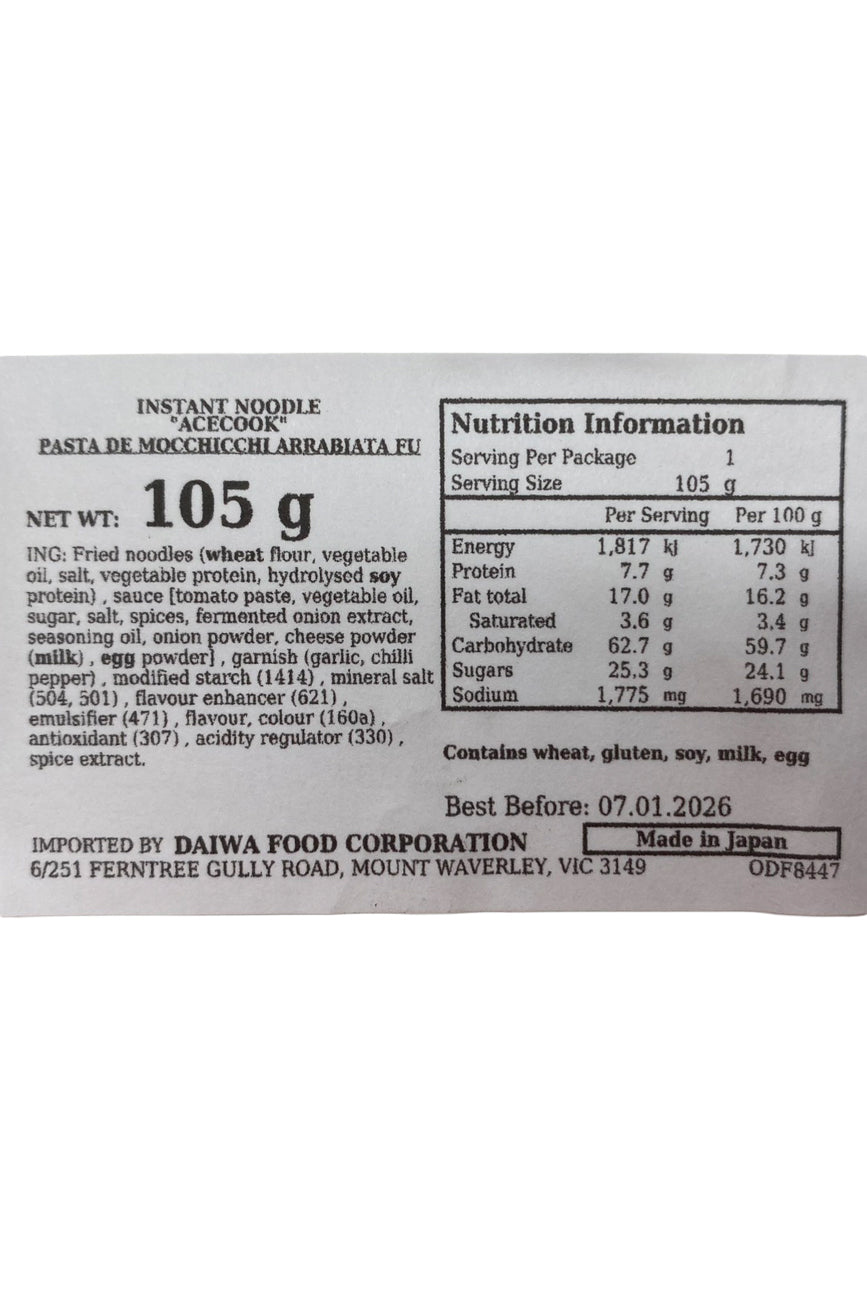 INSTANT NOODLE
"ACECOOK"
PASTA DE MOCCHICCHI ARRABIATA FU
NET WT: 105 g
ING: Fried noodles (wheat flour, vegetable
oil, salt, vegetable protein, hydrolysed soy
protein) , sauce [tomato paste, vegetable oil,
sugar, salt, spices, fermented onion extract,
seasoning oil, onion powder, cheese powder
(milk) , egg powder] , garnish (garlic, chilli
pepper) , modified starch (1414) , mineral salt
(504, 501) , flavour enhancer (621) ,
emulsifier (471) , flavour, colour (160a) ,
antioxidant (307) , acidity regulator (330) ,
spice extract.
Nutrition Information
Serving Per Package 1
Serving Size 105 g
Per Serving Per 100 g
Energy 1,817 kj 1,730 kj
Protein 7.7 g 7.3 g
Fat total 17.0 g 16.2 g
Saturated 3.6 g 3.4 g
Carbohydrate 62.7 g 59.7 g
Sugars 25.3 g 24.1 g
Sodium 1,775 mg 1,690 mg
Contains wheat, gluten, soy, milk, egg
Best Before: 07.01.2026
IMPORTED BY DAIWA FOOD CORPORATION
Made in Japan
6/251 FERNTREE GULLY ROAD, MOUNT WAVERLEY, VIC 3149
ODF8447